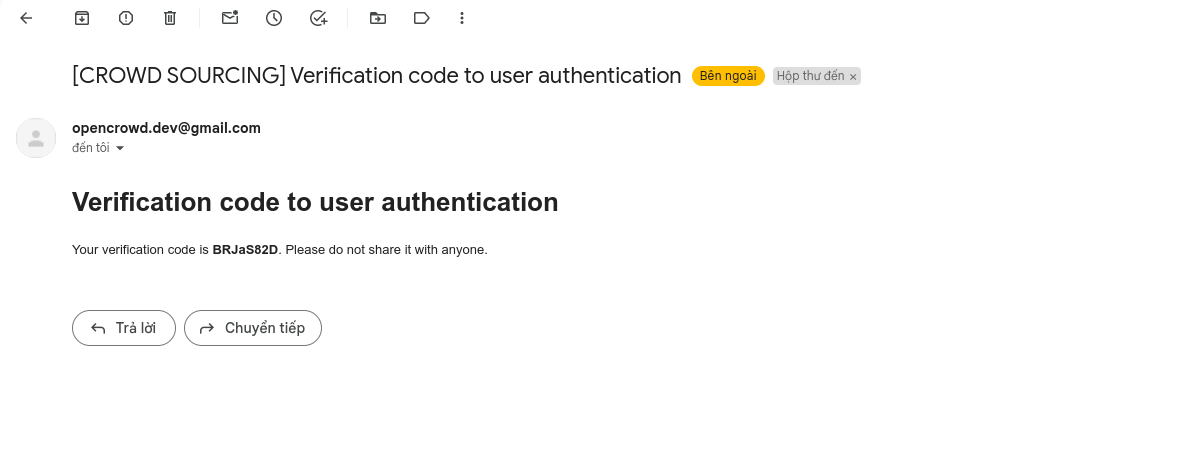 [CROWD SOURCING] Verification code to user authentication Bên ngoài Hộp thư đến ×
opencrowd.dev@gmail.com
đến tôi
Verification code to user authentication
Your verification code is BRJaS82D. Please do not share it with anyone.
Trả lời Chuyển tiếp